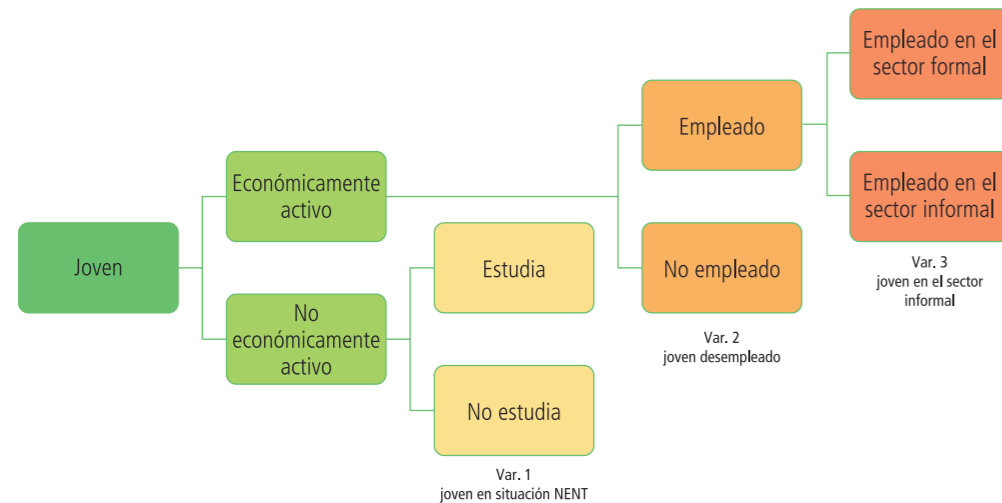 Joven
Económicamente
activo
No
económicamente
activo
Estudia
No estudia
Var. 1
joven en situación NENT
Empleado
No empleado
Var. 2
joven desempleado
Empleado en el
sector formal
Empleado en el
sector informal
Var. 3
joven en el sector
informal